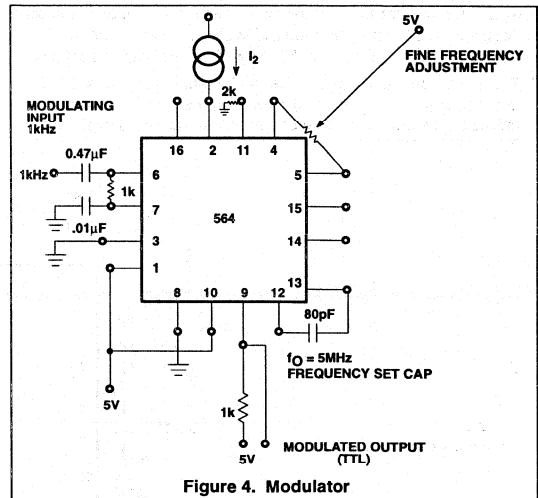 5V
FINE FREQUENCY
ADJUSTMENT
I2
2k
MODULATING
INPUT
1kHz
16
2
11
4
0.47µF
1kHz
6
1k
7
.01µF
3
1
564
5
15
14
13
8
10
9
12
80pF
fO = 5MHz
FREQUENCY SET CAP
5V
1k
5V
MODULATED OUTPUT
(TTL)
Figure 4. Modulator